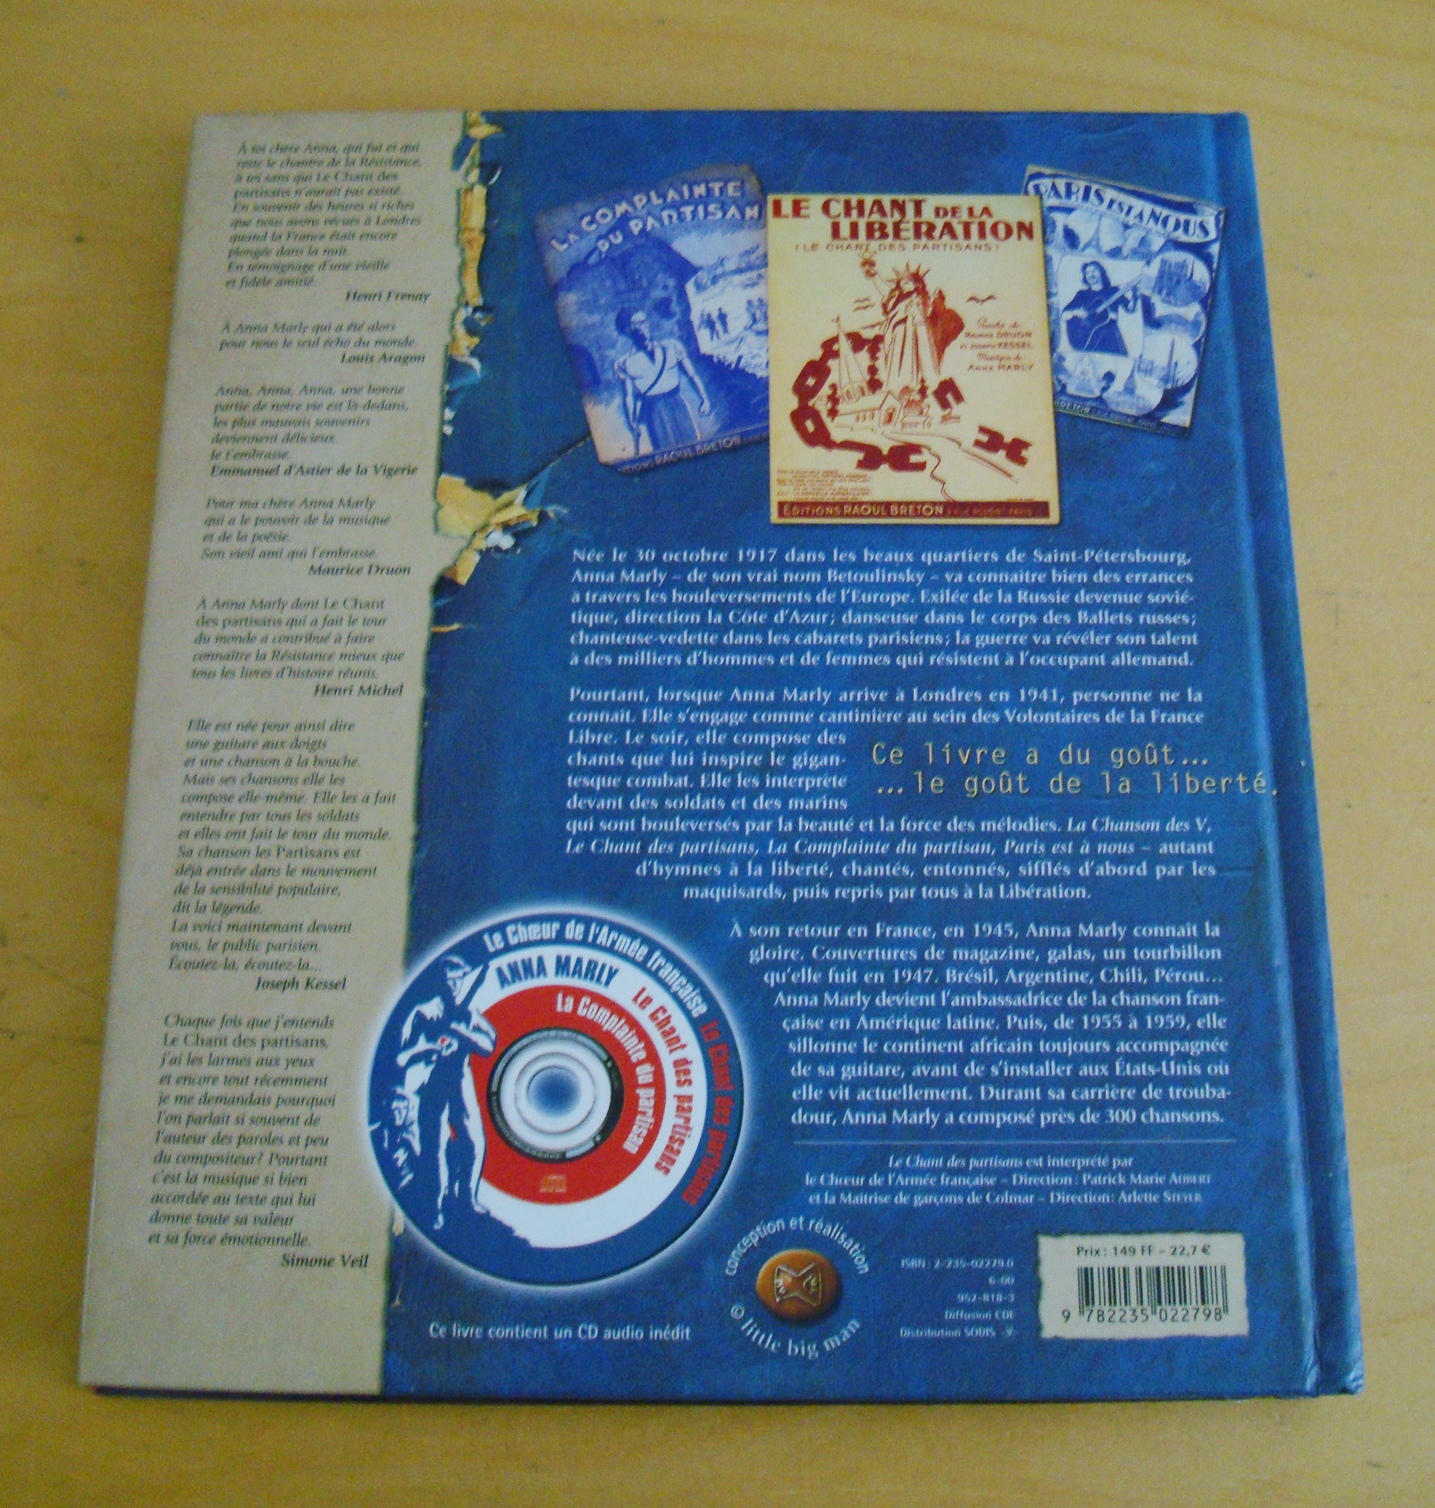 À toi chère Anna, qui fut et qui
reste le chantre de la Résistance,
à toi sans qui Le Chant des
partisans n'aurait pas existé.
En souvenir des heures si riches
que nous avons vécues à Londres
quand la France était encore
plongée dans la nuit.
En témoignage d'une vieille
et fidèle amitié.
Henri Frenay
À Anna Marly qui a été alors
pour nous le seul écho du monde.
Louis Aragon
Anna, Anna, Anna, une bonne
partie de notre vie est là-dedans,
les plus mauvais souvenirs
deviennent délicieux.
Je t'embrasse.
Emmanuel d'Astier de la Vigerie
Pour ma chère Anna Marly
qui a le pouvoir de la musique
et de la poésie.
Son vieil ami qui l'embrasse.
Maurice Druon
À Anna Marly dont Le Chant
des partisans qui a fait le tour
du monde a contribué à faire
connaître la Résistance mieux que
tous les livres d'histoire réunis.
Henri Michel
Elle est née pour ainsi dire
une guitare aux doigts
et une chanson à la bouche.
Mais ses chansons elle les
compose elle-même. Elle les a fait
entendre par tous les soldats
et elles ont fait le tour du monde.
Sa chanson les Partisans est
déjà entrée dans le mouvement
de la sensibilité populaire,
dit la légende.
La voici maintenant devant
vous, le public parisien.
Écoutez-la, écoutez-la...
Joseph Kessel
Chaque fois que j'entends
Le Chant des partisans,
j'ai les larmes aux yeux
et encore tout récemment
je me demandais pourquoi
l'on parlait si souvent de
l'auteur des paroles et peu
du compositeur? Pourtant
c'est la musique si bien
accordée au texte qui lui
donne toute sa valeur
et sa force émotionnelle.
Simone Veil
LA COMPLAINTE
DU PARTISAN
EDITIONS RAOUL BRETON
LE CHANT DE LA
LIBÉRATION
(LE CHANT DES PARTISANS)
Paroles de
MAURICE DRUON
et JOSEPH KESSEL
Musique de
ANNA MARLY
ÉDITIONS RAOUL BRETON
PARIS EST A NOUS
BRETON
Née le 30 octobre 1917 dans les beaux quartiers de Saint-Pétersbourg,
Anna Marly – de son vrai nom Betoulinsky – va connaître bien des errances
à travers les bouleversements de l'Europe. Exilée de la Russie devenue sovié-
tique, direction la Côte d'Azur; danseuse dans le corps des Ballets russes;
chanteuse-vedette dans les cabarets parisiens; la guerre va révéler son talent
à des milliers d'hommes et de femmes qui résistent à l'occupant allemand.
Pourtant, lorsque Anna Marly arrive à Londres en 1941, personne ne la
connaît. Elle s'engage comme cantinière au sein des Volontaires de la France
Libre. Le soir, elle compose des
chants que lui inspire le gigan-
tesque combat. Elle les interprète
devant des soldats et des marins
qui sont bouleversés par la beauté et la force des mélodies. La Chanson des V,
Le Chant des partisans, La Complainte du partisan, Paris est à nous – autant
d'hymnes à la liberté, chantés, entonnés, sifflés d'abord par les
maquisards, puis repris par tous à la Libération.
Ce livre a du goût...
...le goût de la liberté.
À son retour en France, en 1945, Anna Marly connaît la
gloire. Couvertures de magazine, galas, un tourbillon
qu'elle fuit en 1947. Brésil, Argentine, Chili, Pérou...
Anna Marly devient l'ambassadrice de la chanson fran-
çaise en Amérique latine. Puis, de 1955 à 1959, elle
sillonne le continent africain toujours accompagnée
de sa guitare, avant de s'installer aux États-Unis où
elle vit actuellement. Durant sa carrière de trouba-
dour, Anna Marly a composé près de 300 chansons.
Le Chant des partisans est interprété par
le Chœur de l'Armée française – Direction : Patrick Marie AUBERT
et la Maîtrise de garçons de Colmar – Direction: Arlette STEYER
Le Chœur de l'Armée française Le Chant des partisans
ANNA MARLY Le Chant des partisans
La Complainte du partisan
Ce livre contient un CD audio inédit
conception et réalisation
© little big man
ISBN : 2-235-02279.0
6-00
952-818-3
Diffusion CDE
Distribution SODIS -9-
Prix : 149 FF – 22,7 €
9 782235 022798